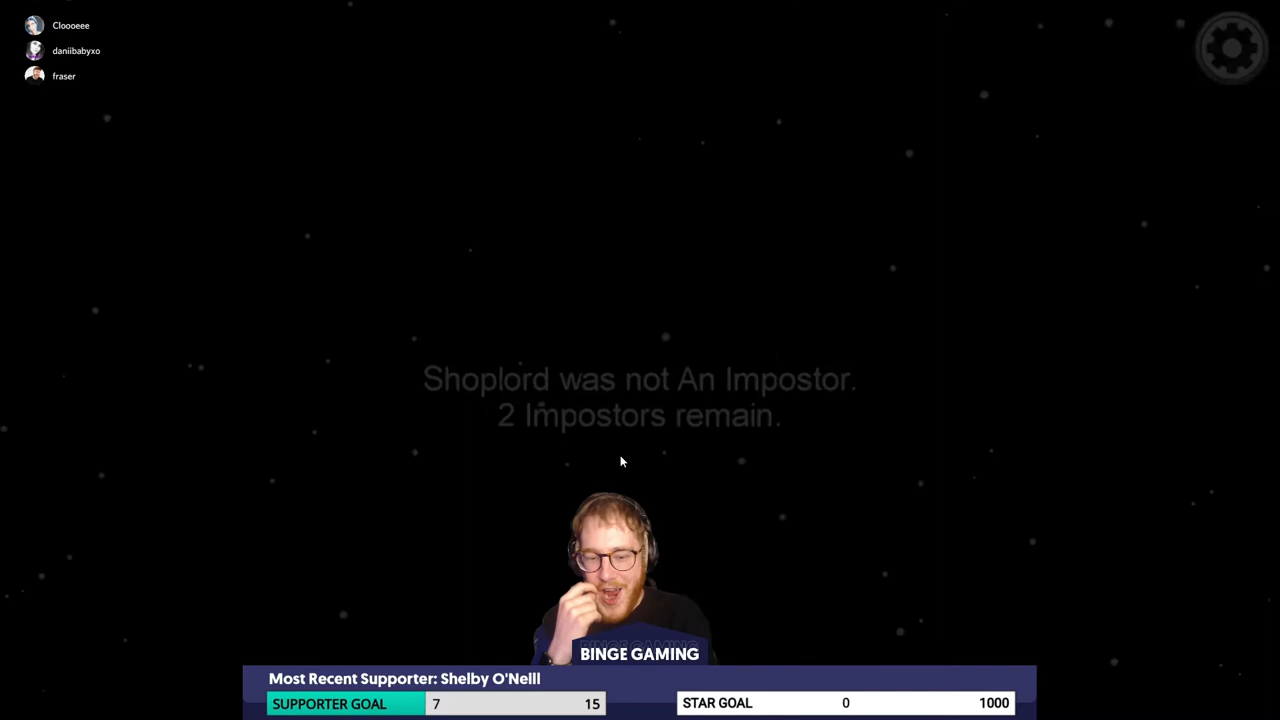 Cloooeee
daniibabyxo
fraser
Shoplord was not An Impostor.
2 Impostors remain.
BINGE GAMING
Most Recent Supporter: Shelby O'Neill
SUPPORTER GOAL 7 15
STAR GOAL 0 1000